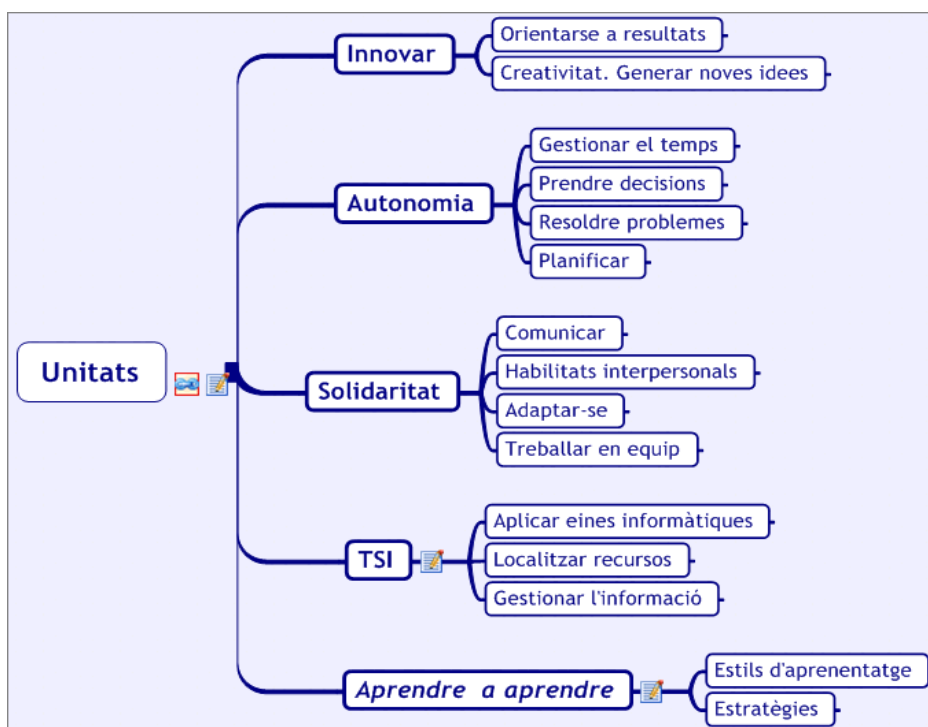 Unitats
Innovar
Orientarse a resultats
Creativitat. Generar noves idees
Autonomia
Gestionar el temps
Prendre decisions
Resoldre problemes
Planificar
Solidaritat
Comunicar
Habilitats interpersonals
Adaptar-se
Treballar en equip
TSI
Aplicar eines informàtiques
Localitzar recursos
Gestionar l'informació
Aprendre a aprendre
Estils d'aprenentatge
Estratègies